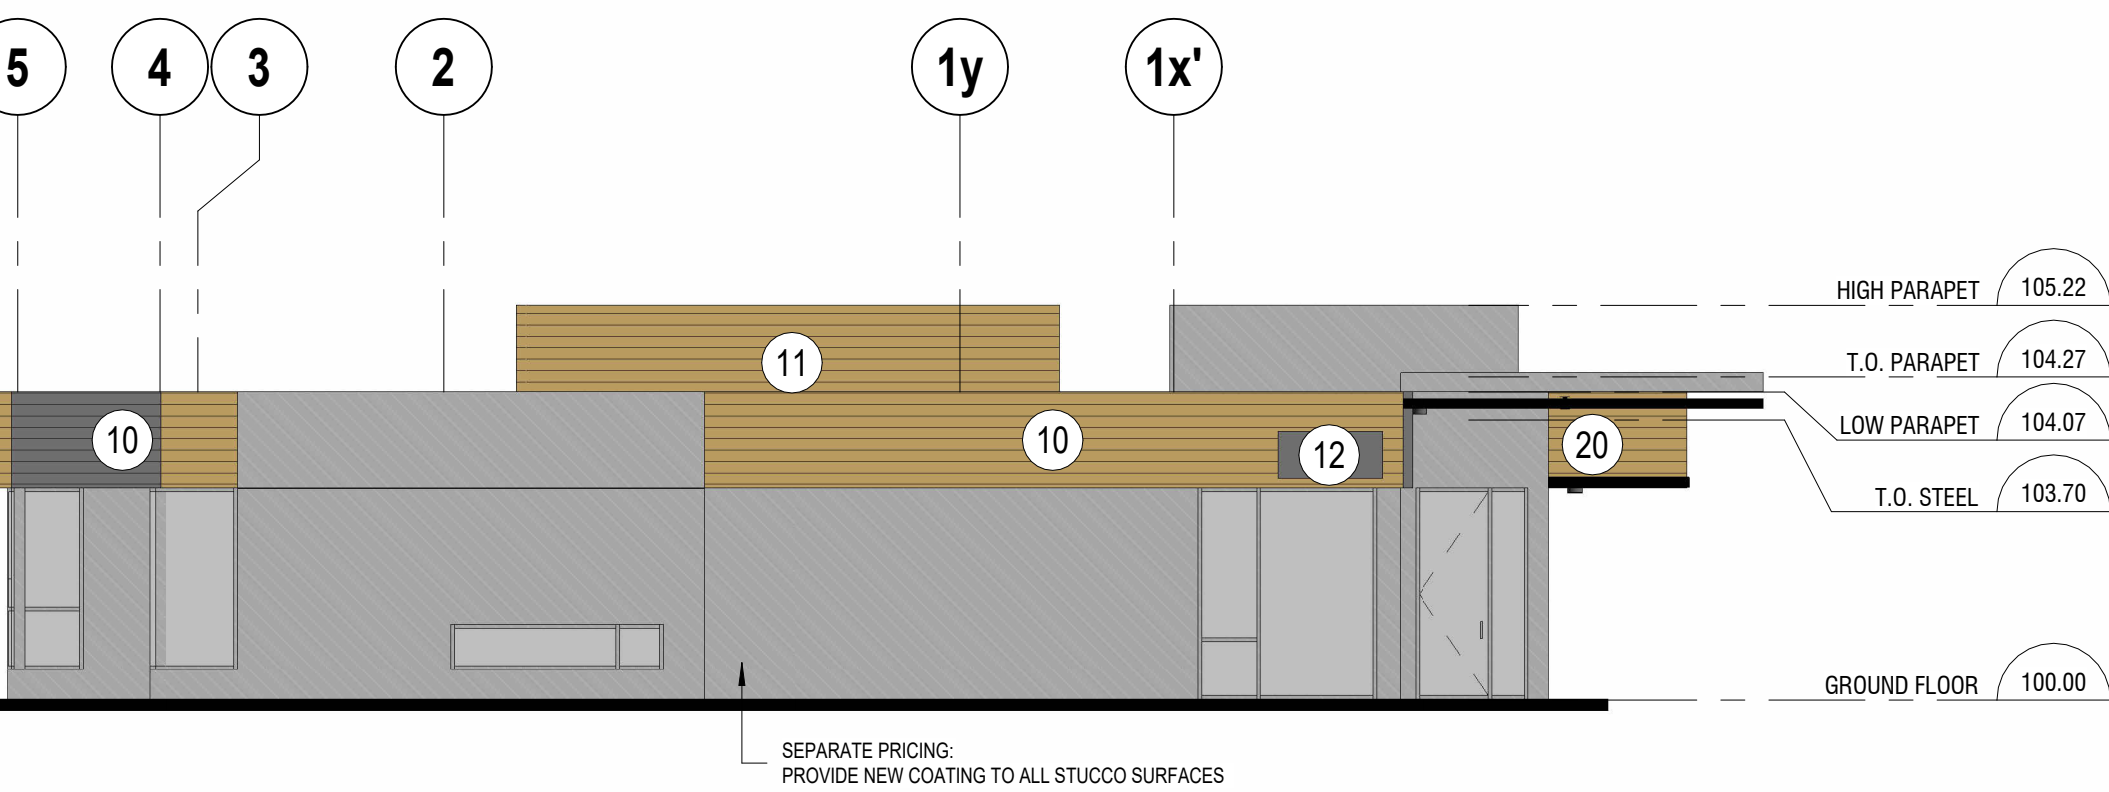 5
4
3
2
1y
1x'
HIGH PARAPET 105.22
T.O. PARAPET 104.27
11
LOW PARAPET 104.07
10
10
12
20
T.O. STEEL 103.70
GROUND FLOOR 100.00
SEPARATE PRICING:
PROVIDE NEW COATING TO ALL STUCCO SURFACES